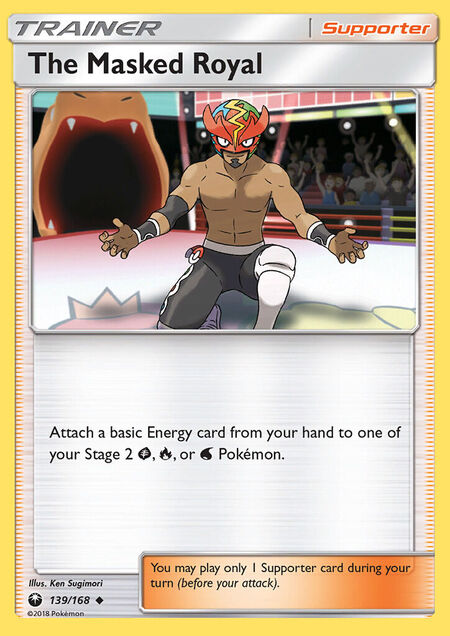 TRAINER
Supporter
The Masked Royal
Attach a basic Energy card from your hand to one of
your Stage 2 , , or Pokémon.
Illus. Ken Sugimori
139/168
©2018 Pokémon
You may play only 1 Supporter card during your
turn (before your attack).